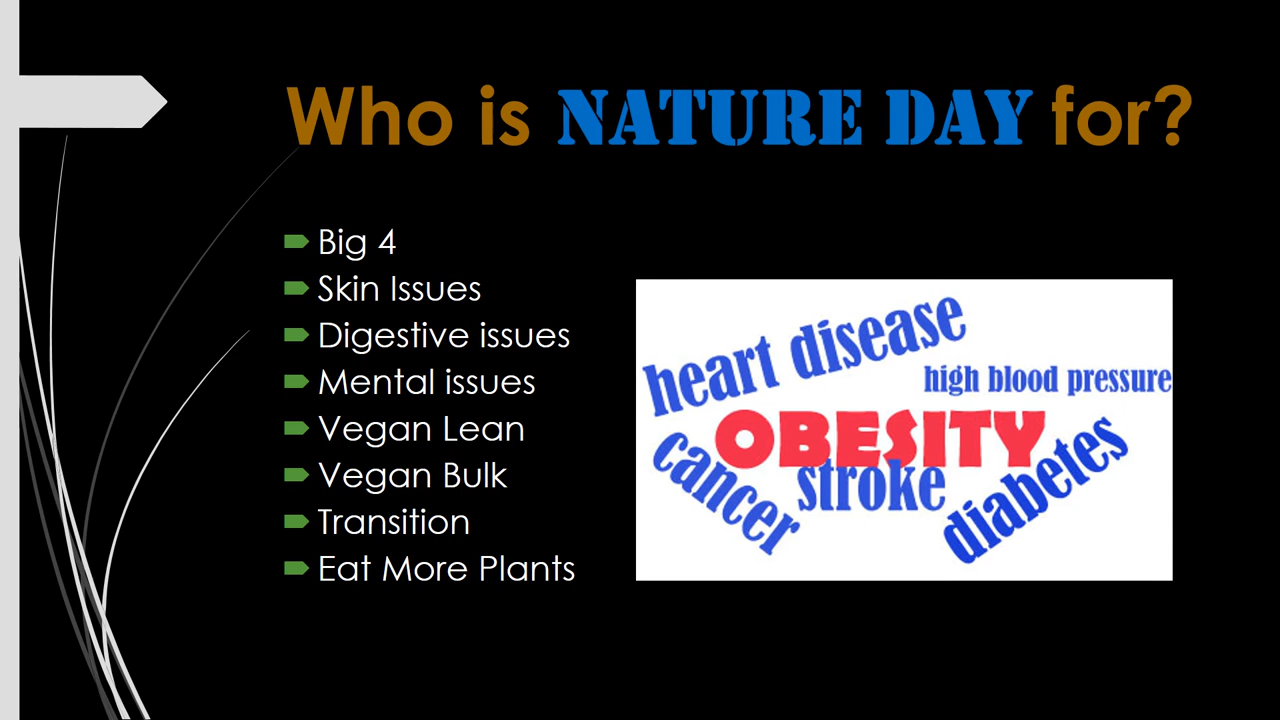 Who is NATURE DAY for?
Big 4
Skin Issues
Digestive issues
Mental issues
Vegan Lean
Vegan Bulk
Transition
Eat More Plants
heart disease
high blood pressure
OBESITY
cancer
stroke
diabetes